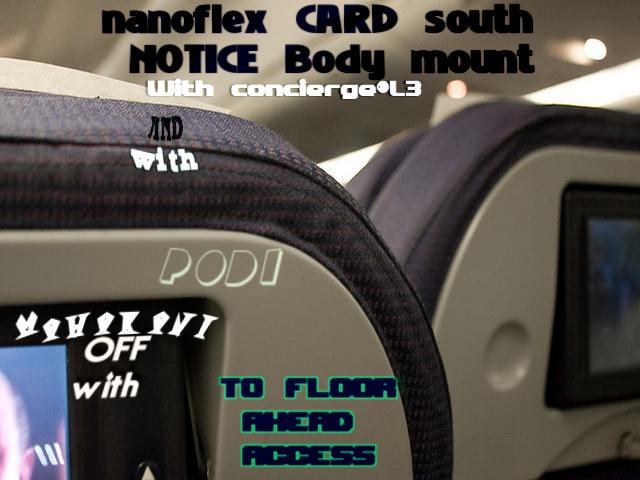 nanoflex CARD south
NOTICE Body mount
With concierge•L3
AND
with
PODI
OFF
with
TO FLOOR
AHEAD
ACCESS